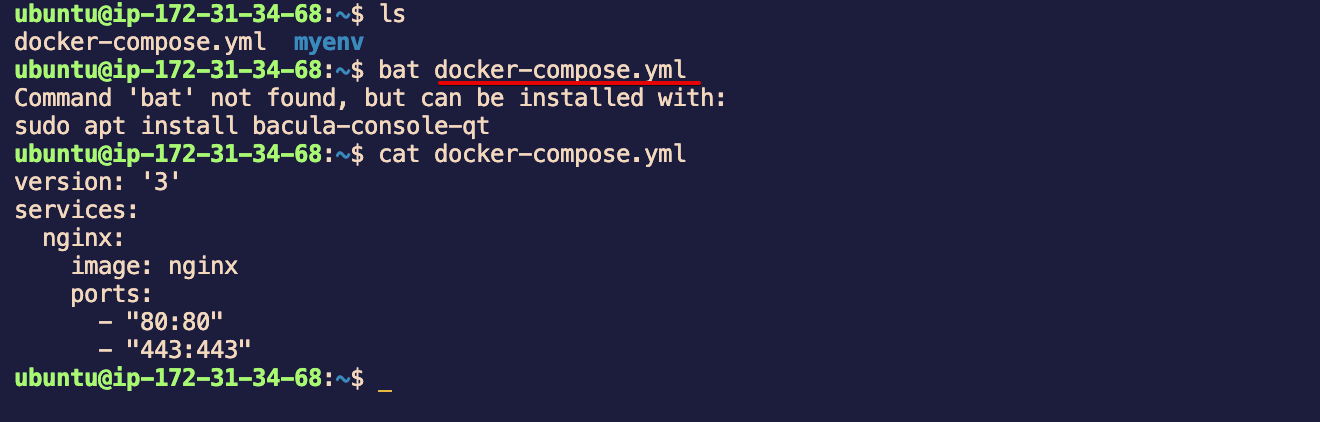 ubuntu@ip-172-31-34-68:~$ ls
docker-compose.yml  myenv
ubuntu@ip-172-31-34-68:~$ bat docker-compose.yml
Command 'bat' not found, but can be installed with:
sudo apt install bacula-console-qt
ubuntu@ip-172-31-34-68:~$ cat docker-compose.yml
version: '3'
services:
  nginx:
    image: nginx
    ports:
      - "80:80"
      - "443:443"
ubuntu@ip-172-31-34-68:~$ _